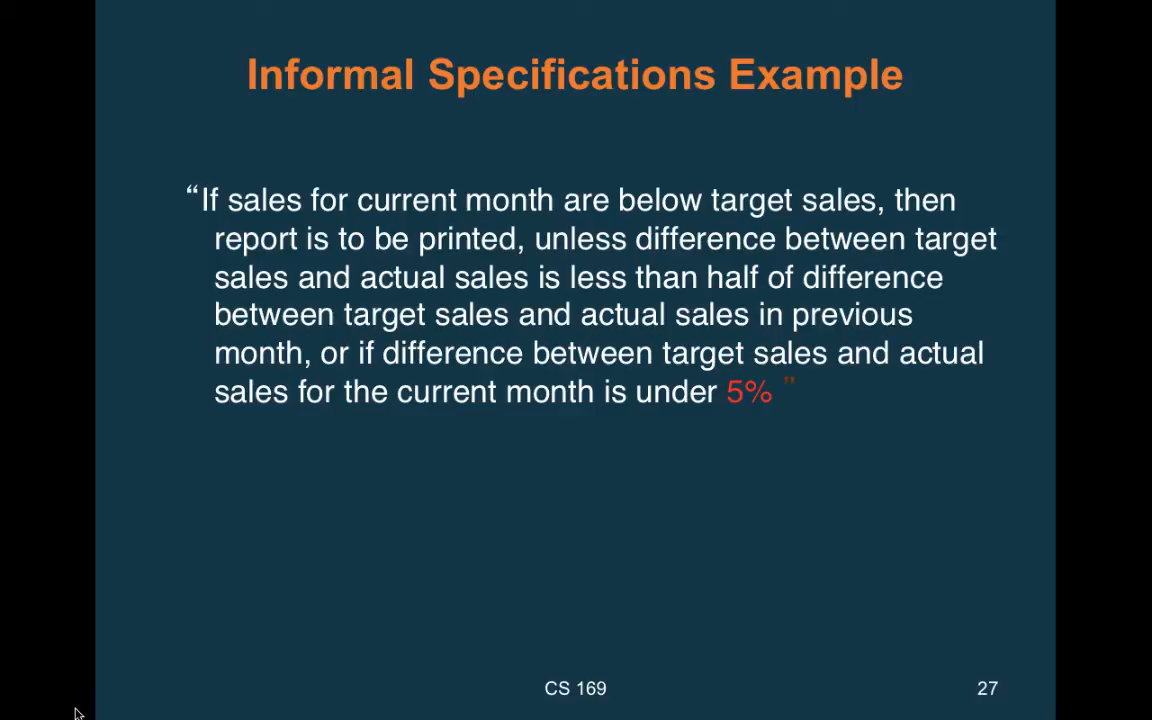 Informal Specifications Example
“If sales for current month are below target sales, then
report is to be printed, unless difference between target
sales and actual sales is less than half of difference
between target sales and actual sales in previous
month, or if difference between target sales and actual
sales for the current month is under 5% ”
CS 169
27